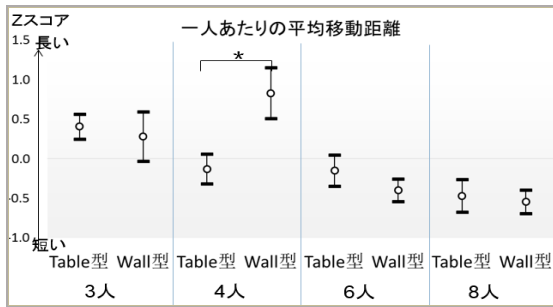 Zスコア
一人あたりの平均移動距離
長い
1.5
*
1.0
0.5
0.0
-0.5
-1.0
短い
Table型 Wall型 Table型 Wall型 Table型 Wall型 Table型 Wall型
3人 4人 6人 8人